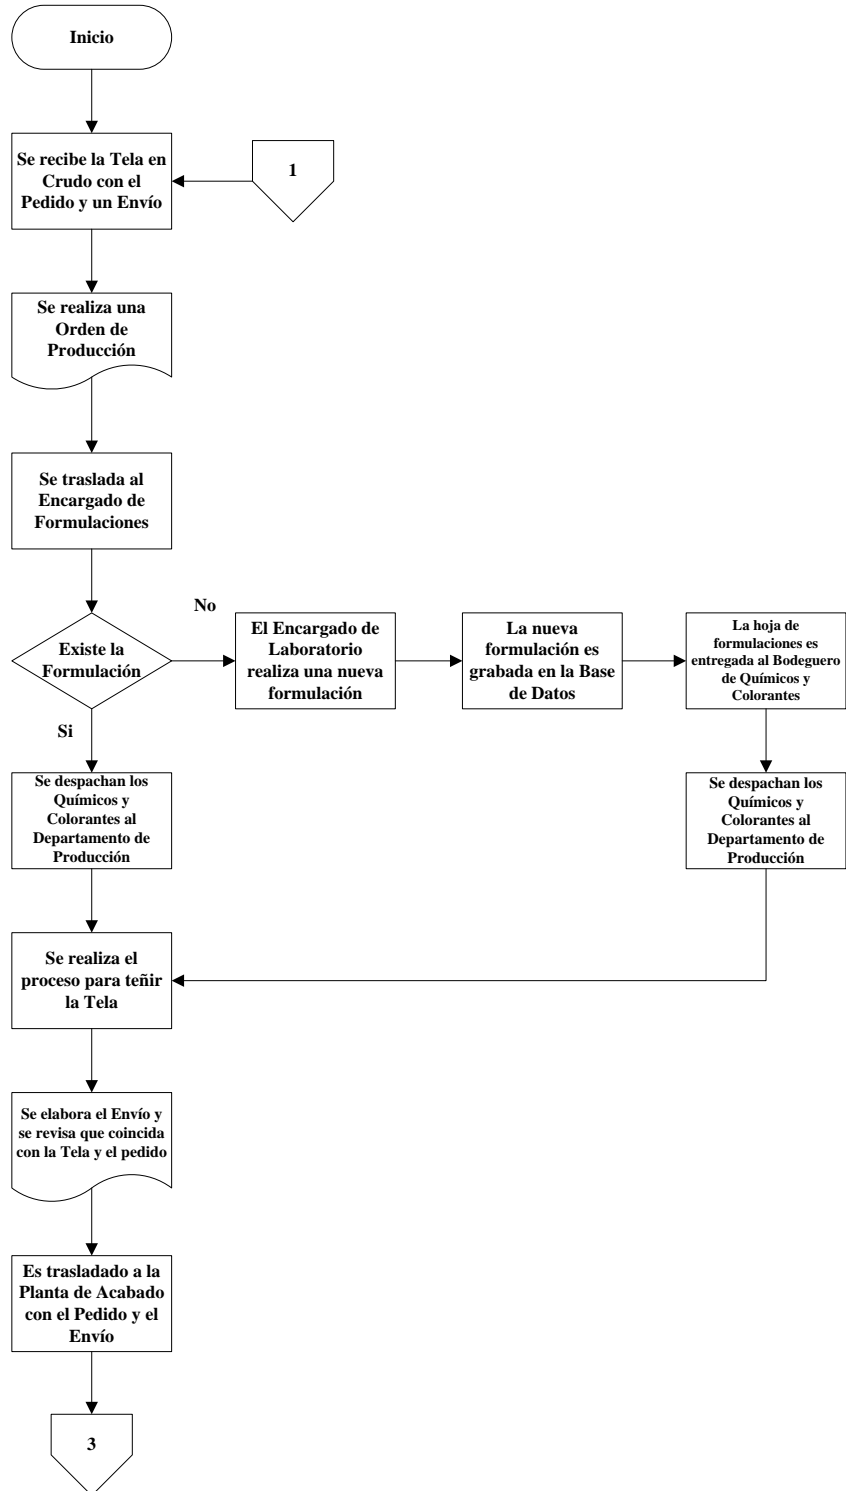 Inicio
Se recibe la Tela en
Crudo con el
Pedido y un Envío
1
Se realiza una
Orden de
Producción
Se traslada al
Encargado de
Formulaciones
Existe la
Formulación
No
El Encargado de
Laboratorio
realiza una nueva
formulación
La nueva
formulación es
grabada en la Base
de Datos
La hoja de
formulaciones es
entregada al Bodeguero
de Químicos y
Colorantes
Si
Se despachan los
Químicos y
Colorantes al
Departamento de
Producción
Se despachan los
Químicos y
Colorantes al
Departamento de
Producción
Se realiza el
proceso para teñir
la Tela
Se elabora el Envío y
se revisa que coincida
con la Tela y el pedido
Es trasladado a la
Planta de Acabado
con el Pedido y el
Envío
3